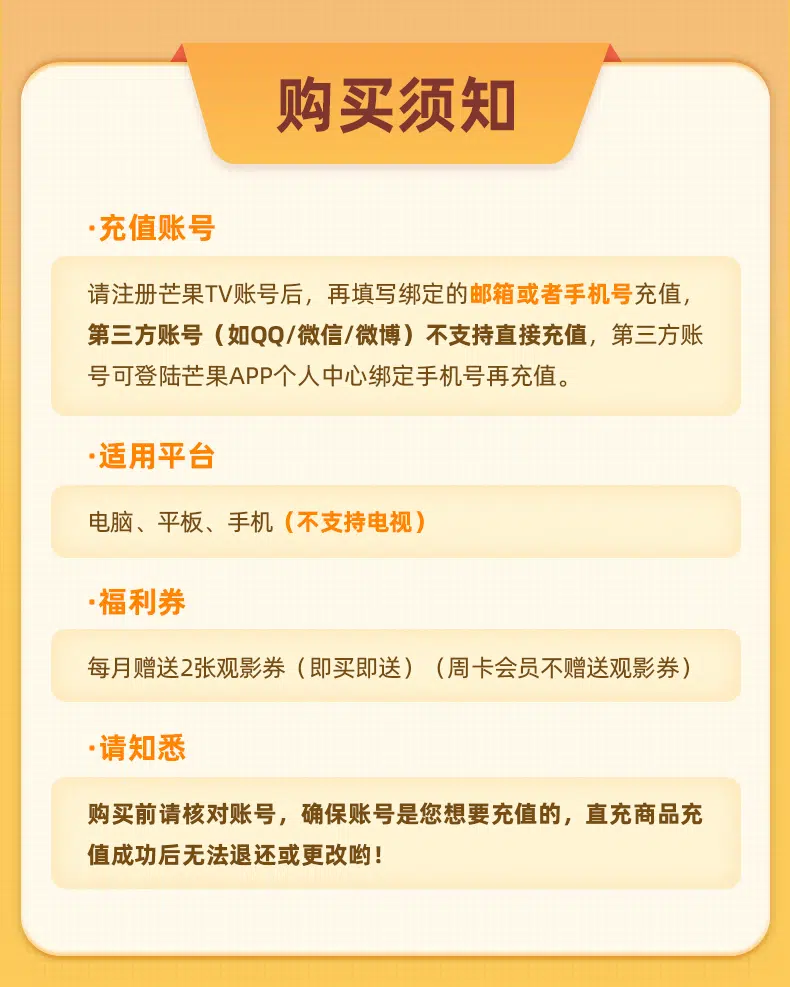 购买须知
·充值账号
请注册芒果TV账号后，再填写绑定的邮箱或者手机号充值，
第三方账号（如QQ/微信/微博）不支持直接充值，第三方账
号可登陆芒果APP个人中心绑定手机号再充值。
·适用平台
电脑、平板、手机（不支持电视）
·福利券
每月赠送2张观影券（即买即送）（周卡会员不赠送观影券）
·请知悉
购买前请核对账号，确保账号是您想要充值的，直充商品充
值成功后无法退还或更改哟！